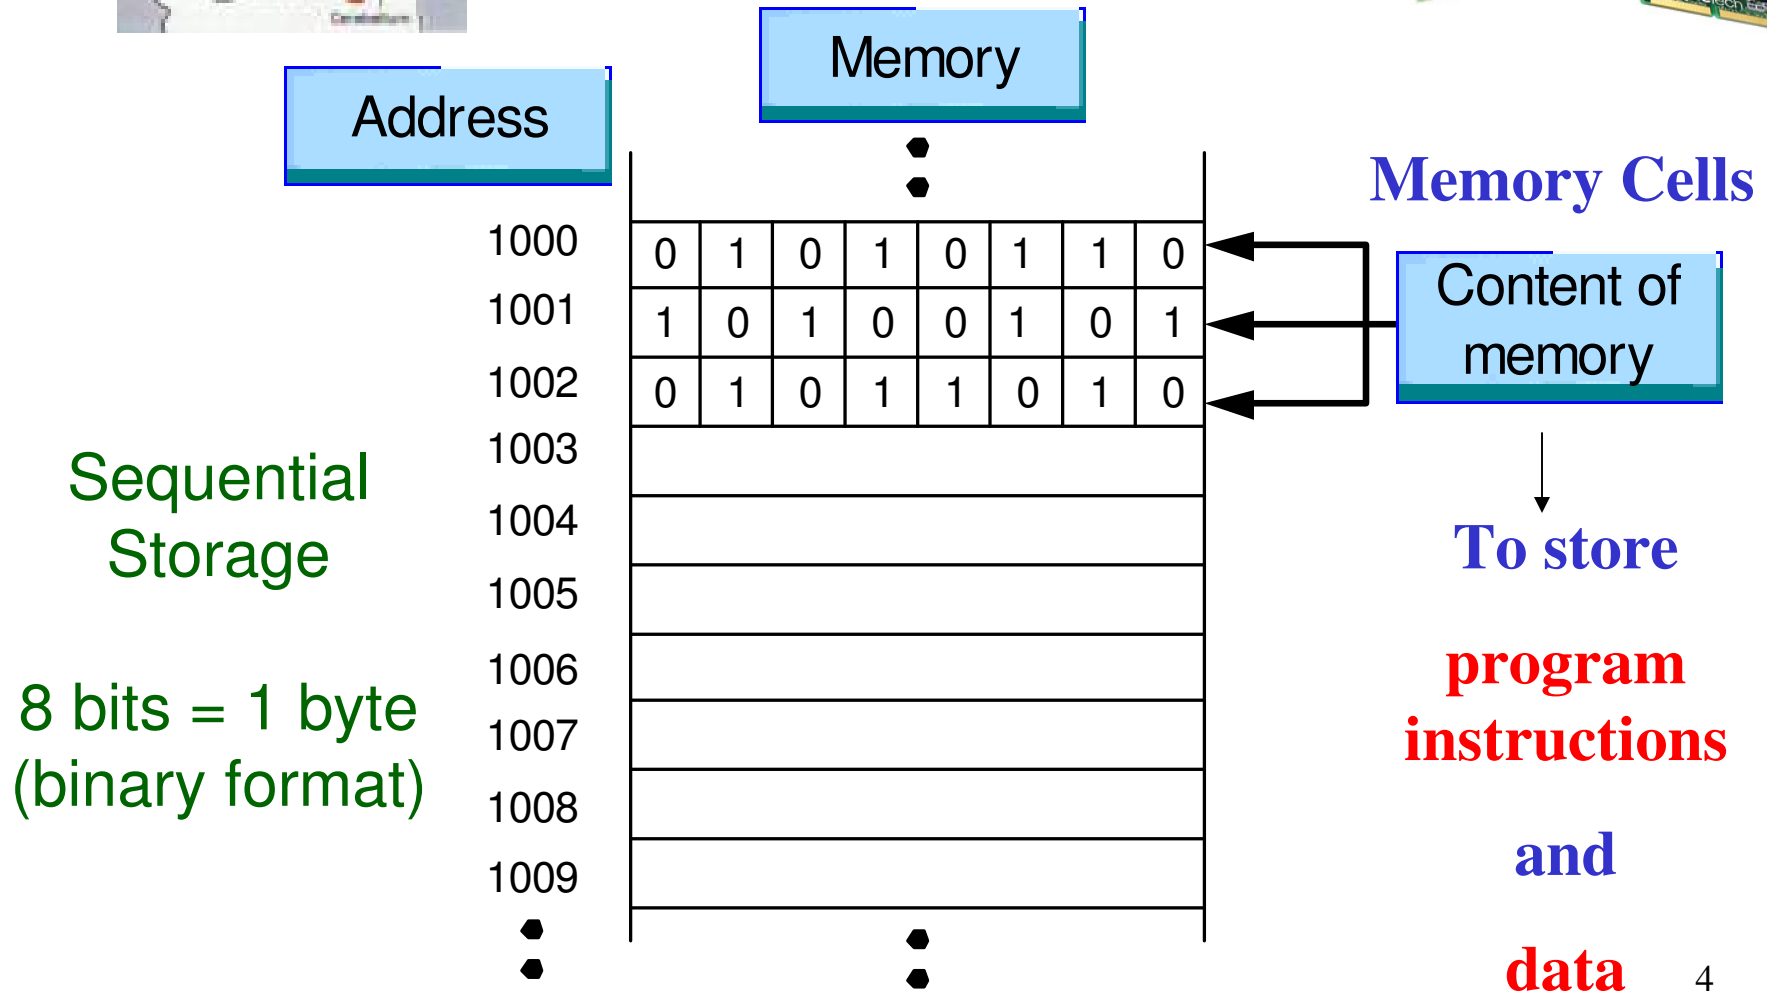 Cerebellum
Memory
Address
Memory Cells
1000 0 1 0 1 0 1 1 0
1001 1 0 1 0 0 1 0 1
1002 0 1 0 1 1 0 1 0
1003
1004
1005
1006
1007
1008
1009
Content of
memory
Sequential
Storage
8 bits = 1 byte
(binary format)
To store
program
instructions
and
data
4